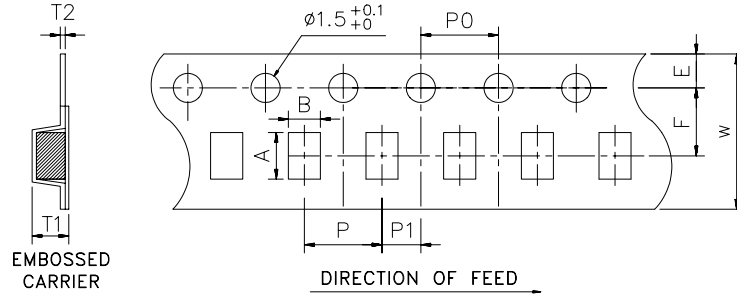 T2
ø1.5 +0.1
+0
P0
E
B
F
W
A
T1
P
P1
EMBOSSED
CARRIER
DIRECTION OF FEED